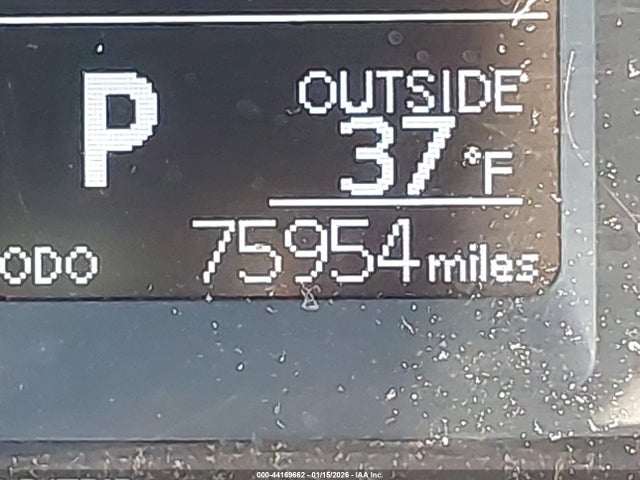 P
OUTSIDE
37 °F
ODO 75954 miles
000-44169662 - 01/15/2026 - IAA Inc.